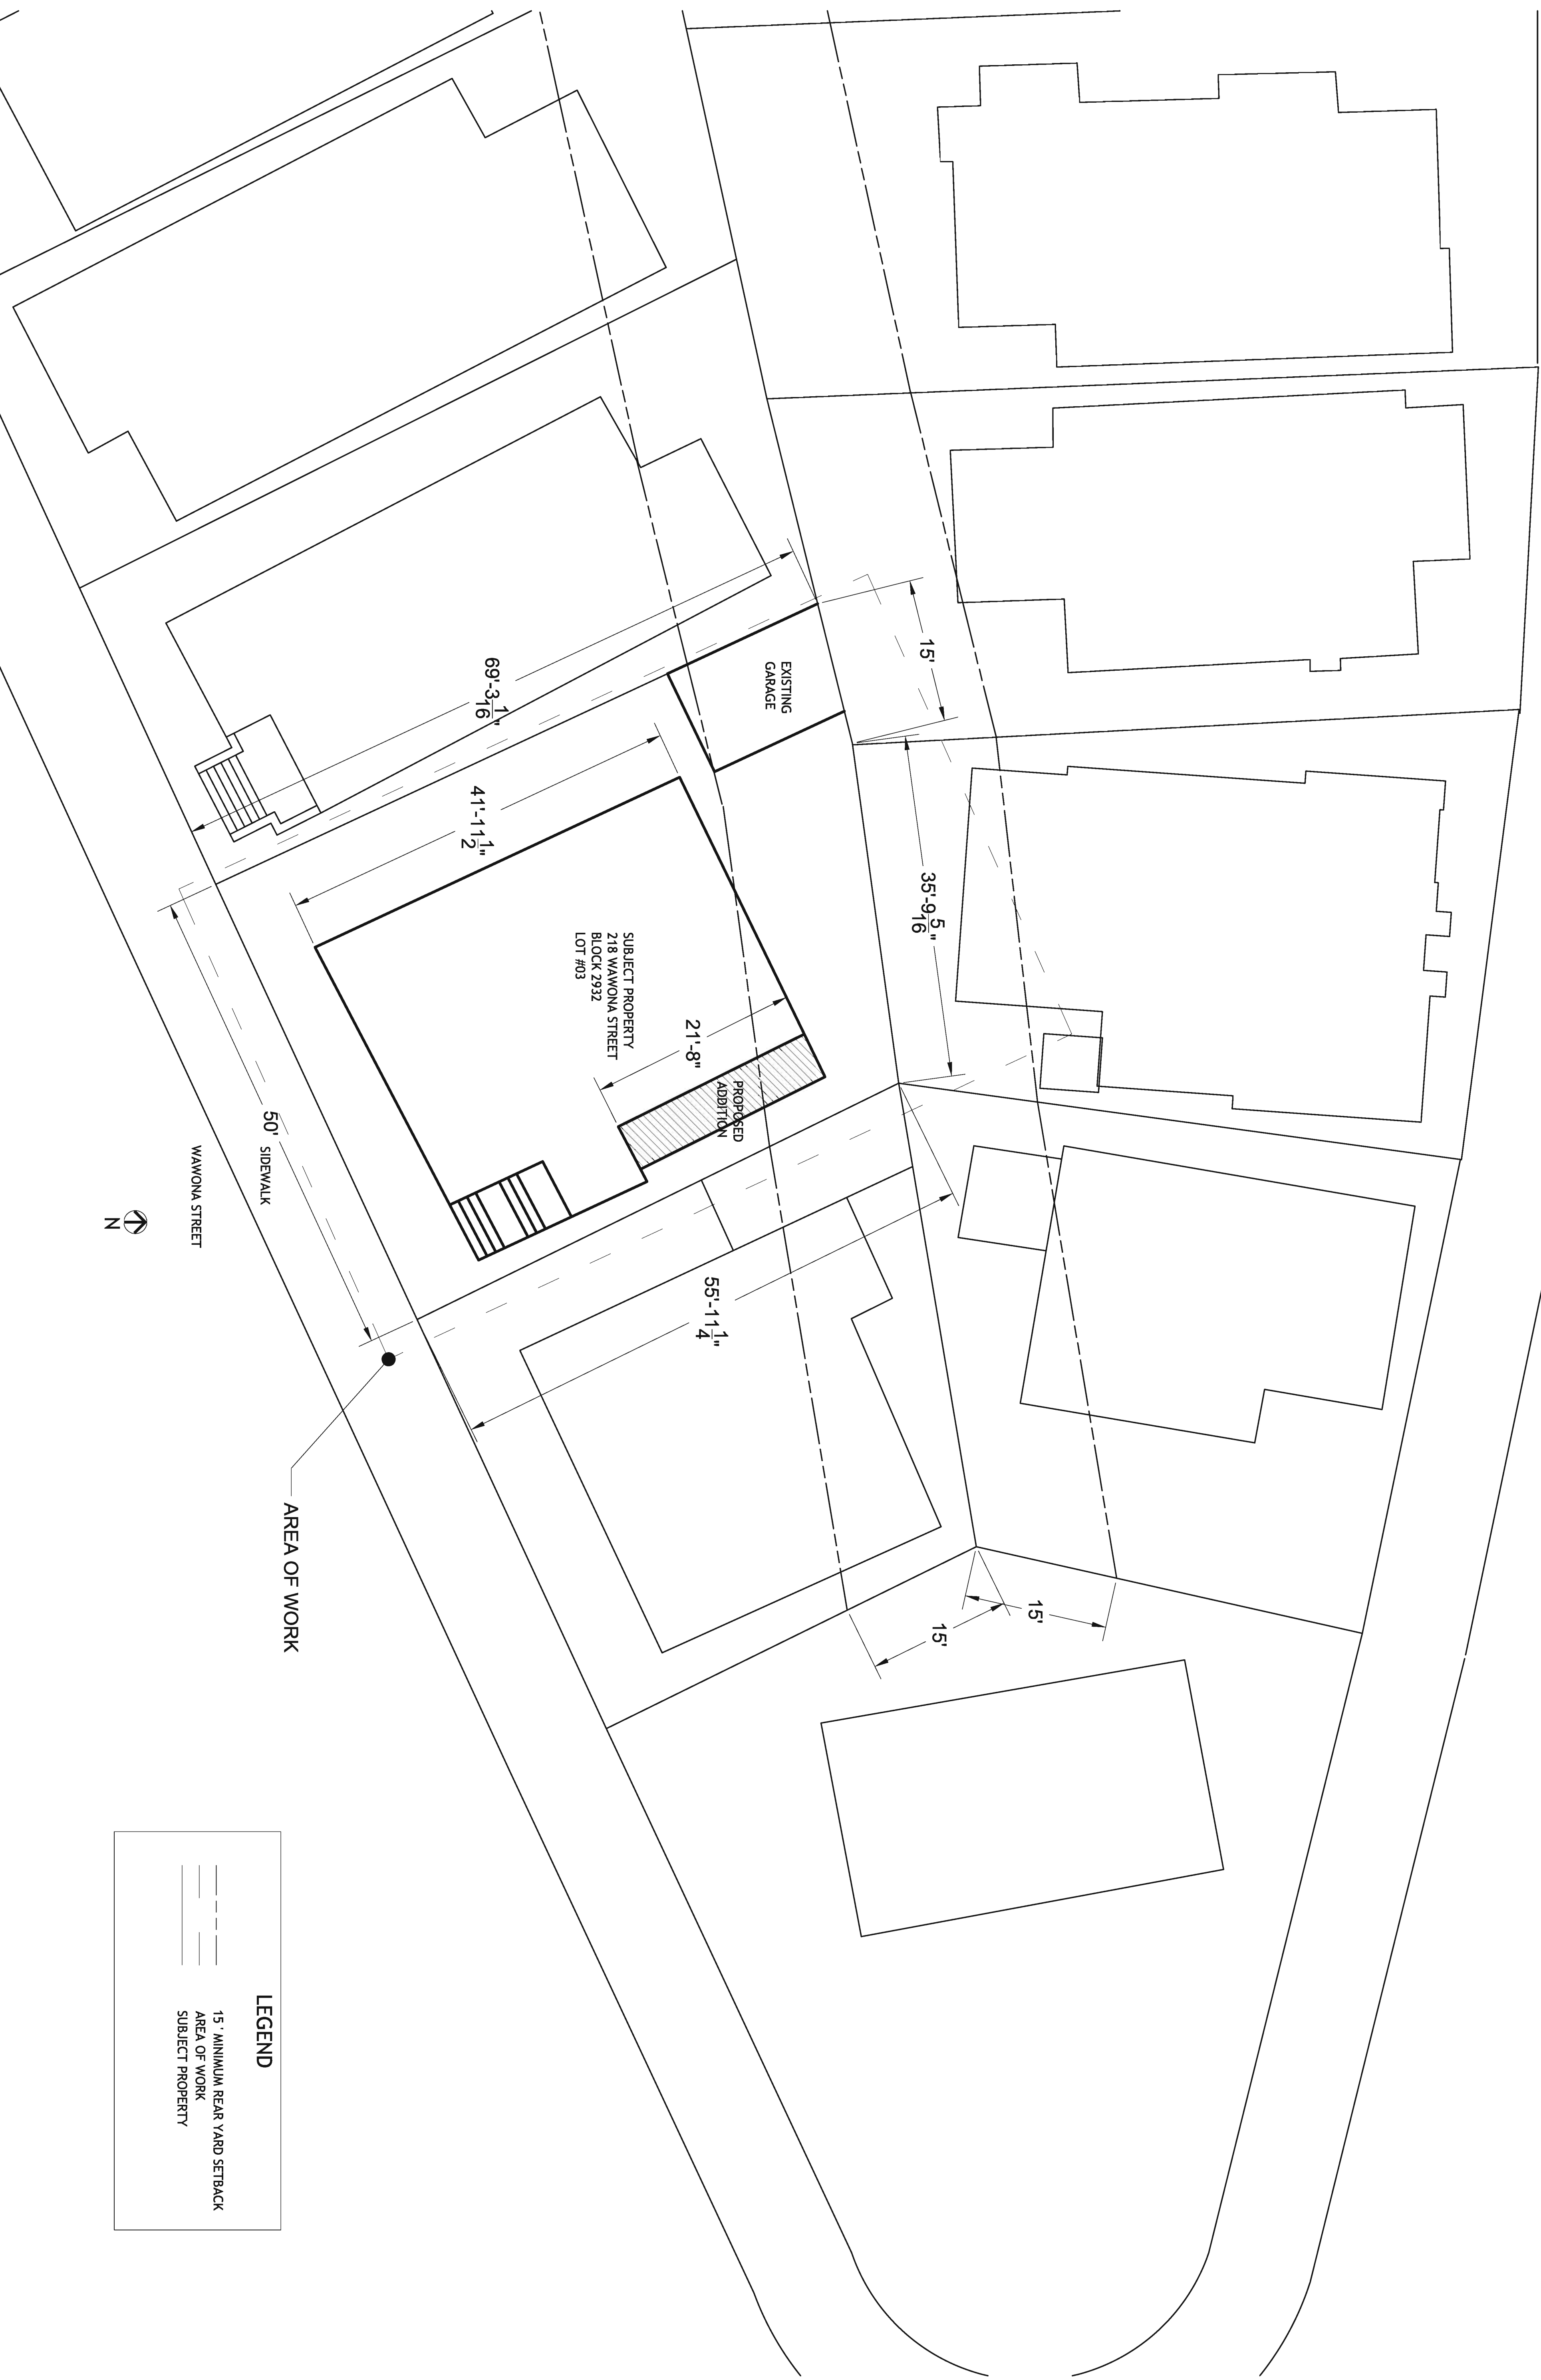 EXISTING
GARAGE
15'
69'-3 1/16"
41'-11 1/2"
35'-9 5/16"
SUBJECT PROPERTY
218 WAWONA STREET
BLOCK 2932
LOT #03
21'-8"
PROPOSED
ADDITION
50'
SIDEWALK
WAWONA STREET
N
55'-11 1/4"
15'
15'
AREA OF WORK
LEGEND
15 ' MINIMUM REAR YARD SETBACK
AREA OF WORK
SUBJECT PROPERTY